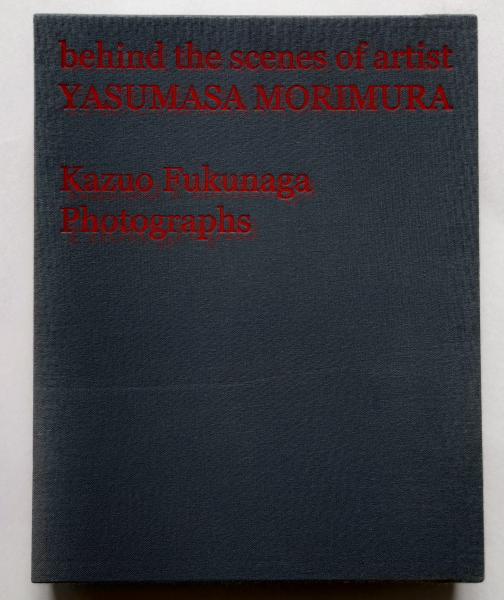 behind the scenes of artist
YASUMASA MORIMURA
Kazuo Fukunaga
Photographs